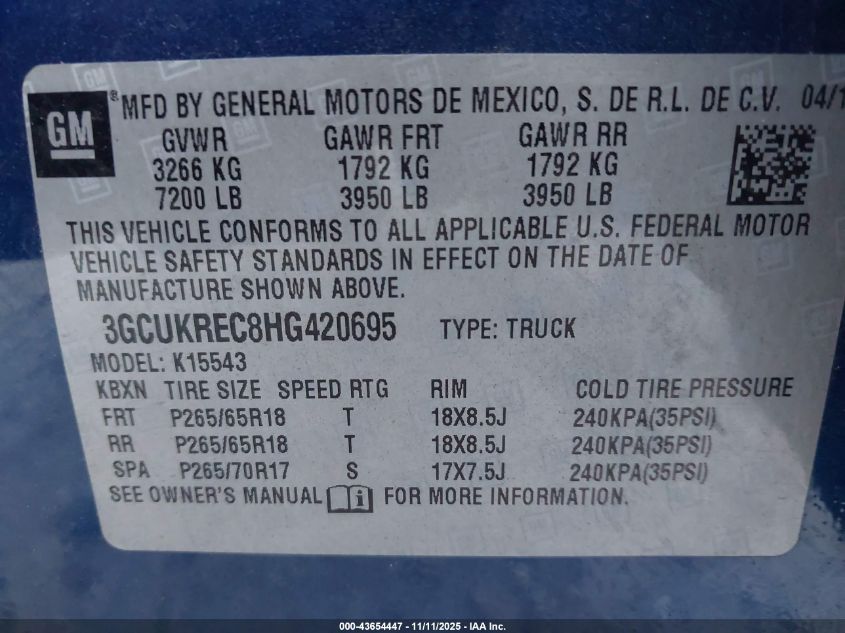 GM
® MFD BY GENERAL MOTORS DE MEXICO, S. DE R.L. DE C.V. 04/1
GVWR GAWR FRT GAWR RR
3266 KG 1792 KG 1792 KG
7200 LB 3950 LB 3950 LB
THIS VEHICLE CONFORMS TO ALL APPLICABLE U.S. FEDERAL MOTOR
VEHICLE SAFETY STANDARDS IN EFFECT ON THE DATE OF
MANUFACTURE SHOWN ABOVE.
3GCUKREC8HG420695 TYPE: TRUCK
MODEL: K15543
KBXN TIRE SIZE SPEED RTG RIM COLD TIRE PRESSURE
FRT P265/65R18 T 18X8.5J 240KPA(35PSI)
RR P265/65R18 T 18X8.5J 240KPA(35PSI)
SPA P265/70R17 S 17X7.5J 240KPA(35PSI)
SEE OWNER'S MANUAL i FOR MORE INFORMATION.
000-43654447 - 11/11/2025 - IAA Inc.